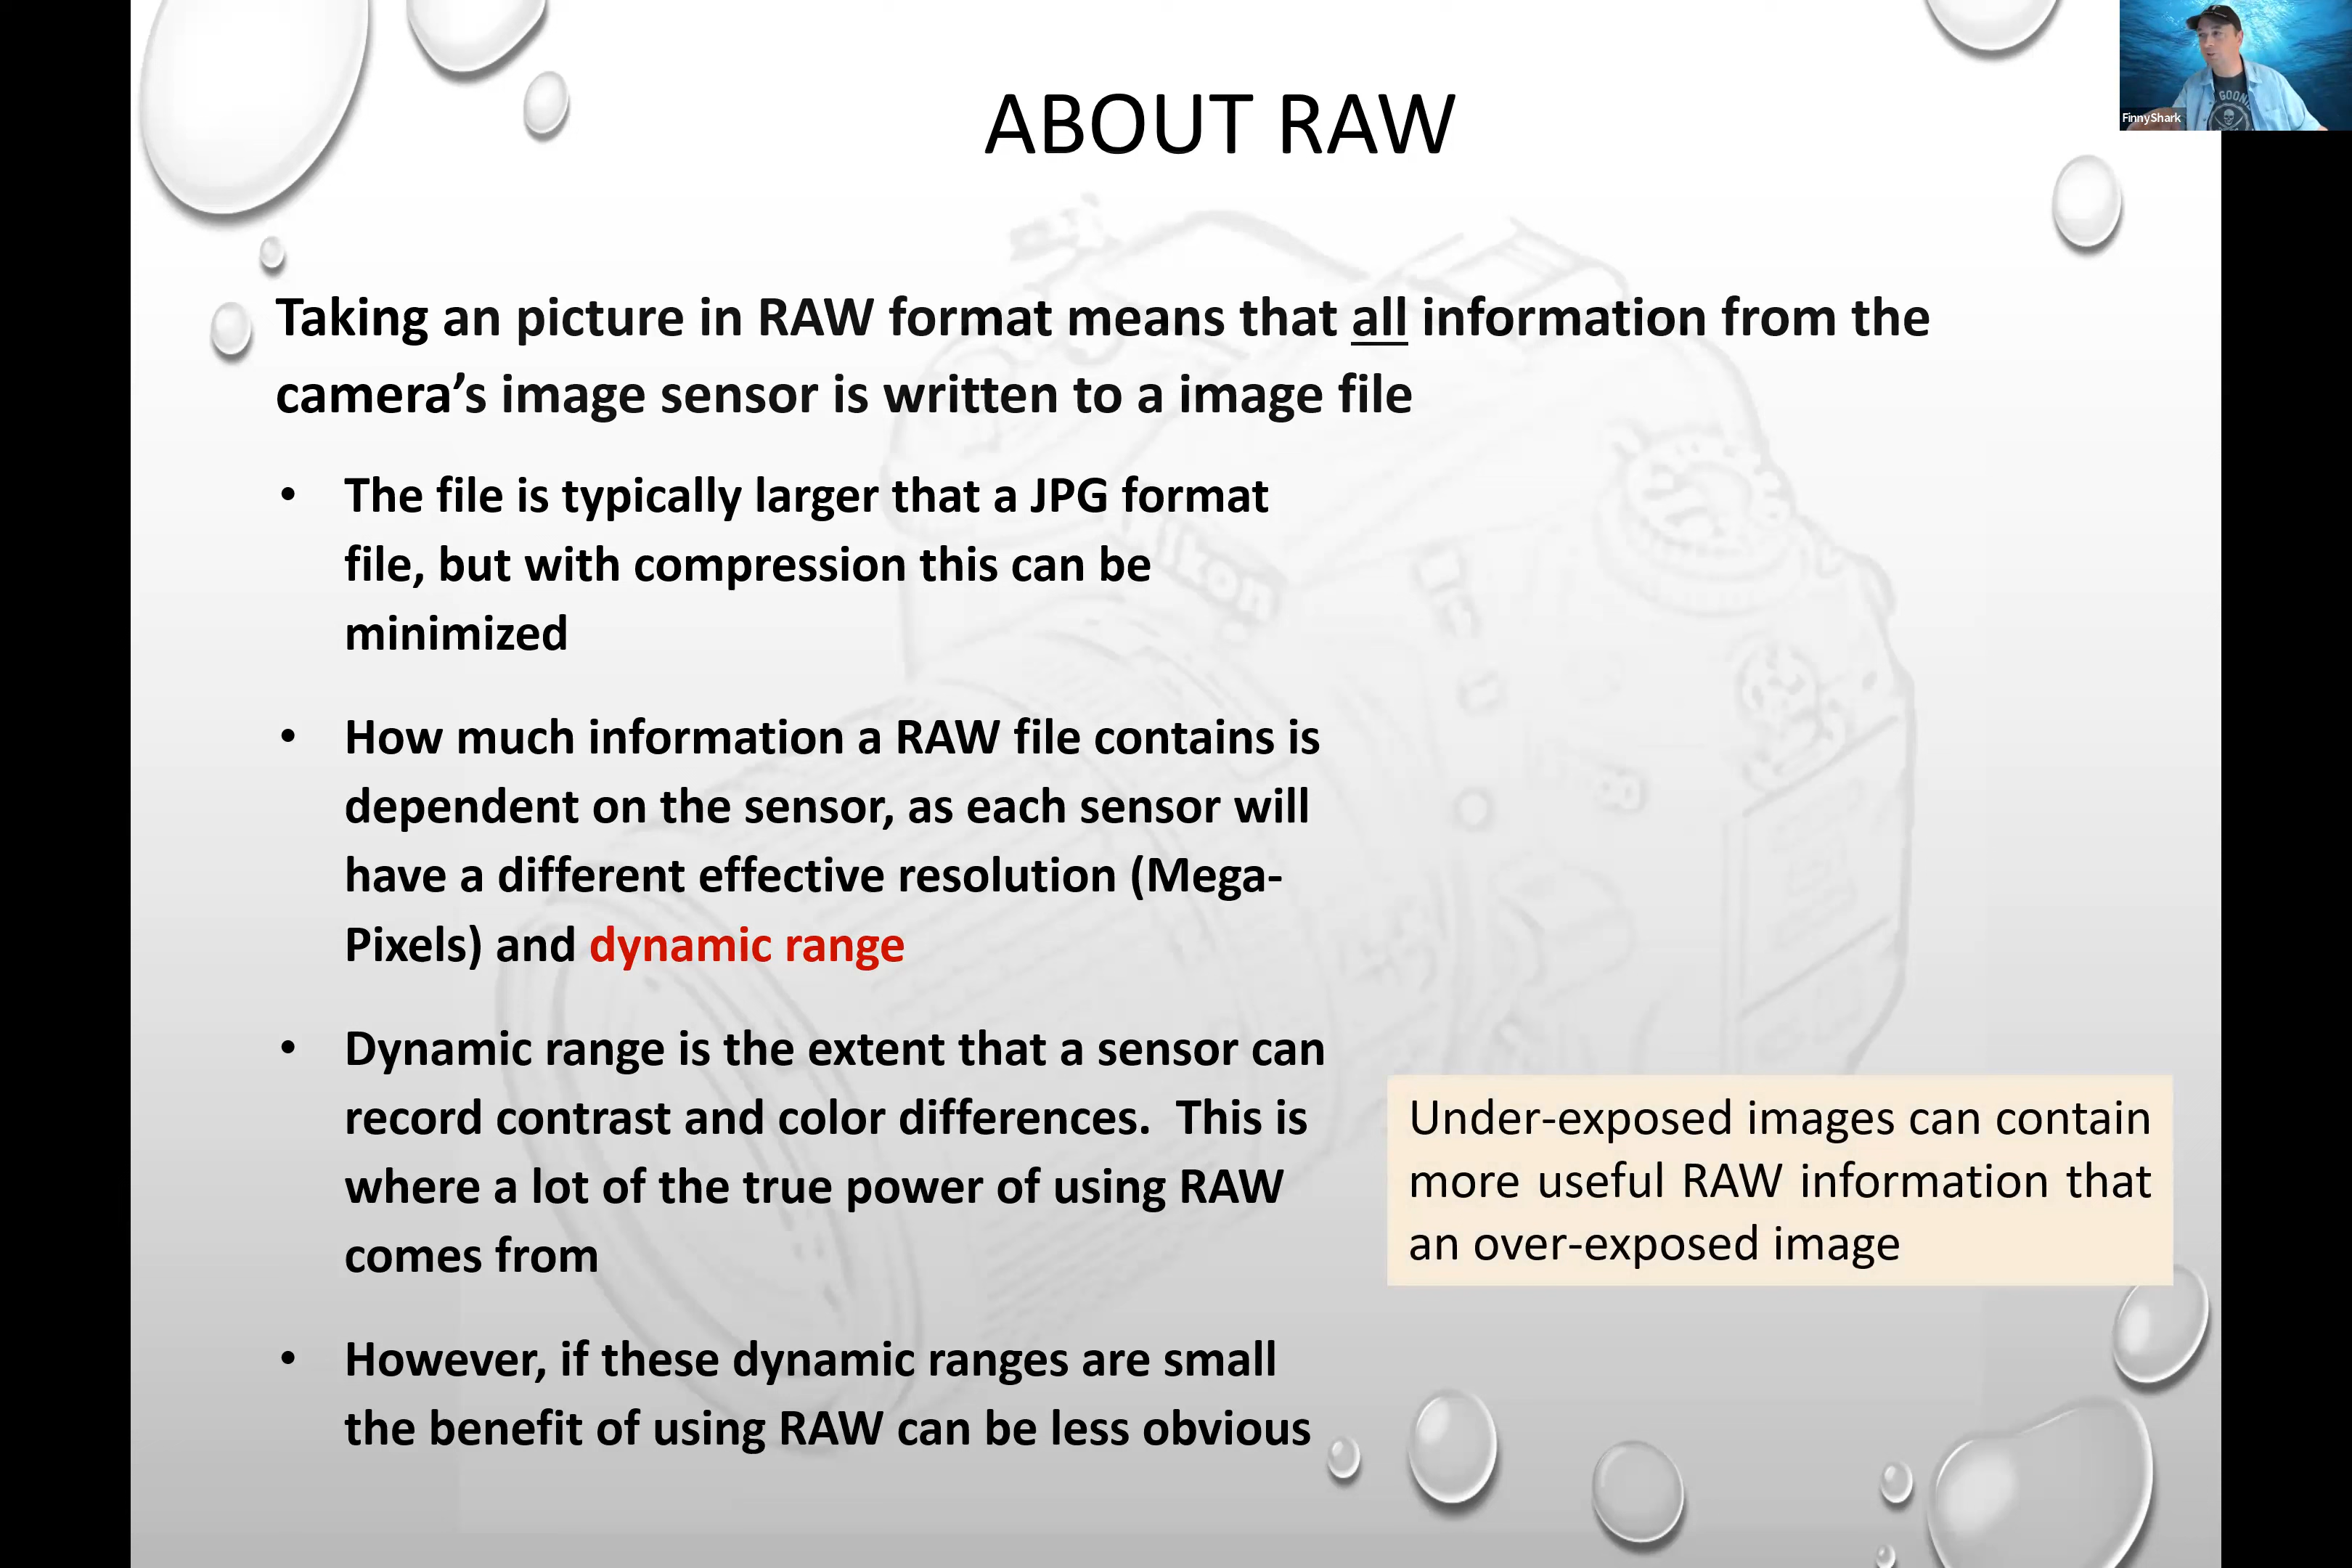 ABOUT RAW
FinnyShark
GOONI
Taking an picture in RAW format means that all information from the
camera’s image sensor is written to a image file
• The file is typically larger that a JPG format
file, but with compression this can be
minimized
• How much information a RAW file contains is
dependent on the sensor, as each sensor will
have a different effective resolution (Mega-
Pixels) and dynamic range
• Dynamic range is the extent that a sensor can
record contrast and color differences.  This is
where a lot of the true power of using RAW
comes from
• However, if these dynamic ranges are small
the benefit of using RAW can be less obvious
Under-exposed images can contain
more useful RAW information that
an over-exposed image
ikon